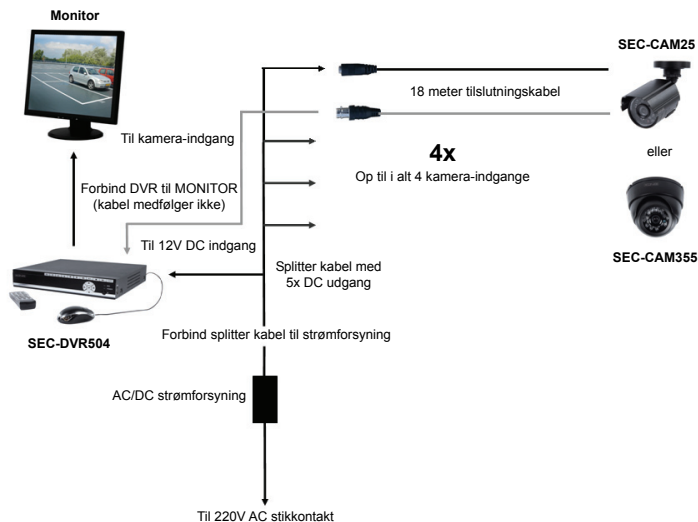 Monitor
SEC-CAM25
18 meter tilslutningskabel
Til kamera-indgang
4x
eller
Op til i alt 4 kamera-indgange
Forbind DVR til MONITOR
(kabel medfølger ikke)
Til 12V DC indgang
SEC-CAM355
Splitter kabel med
5x DC udgang
SEC-DVR504
Forbind splitter kabel til strømforsyning
AC/DC strømforsyning
Til 220V AC stikkontakt